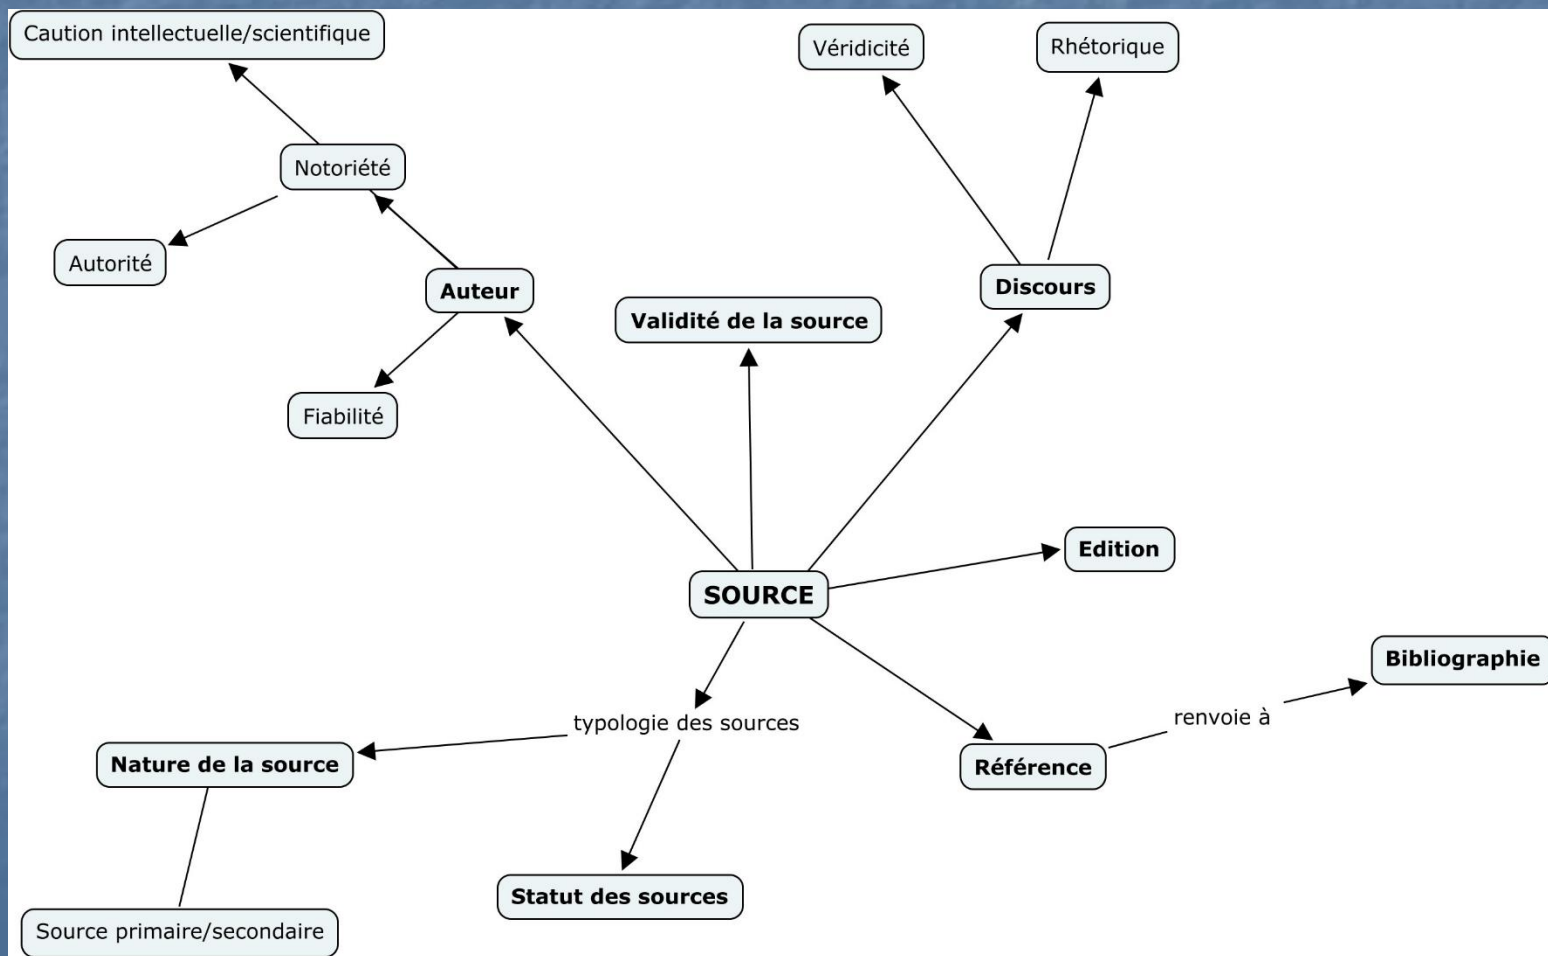 Caution intellectuelle/scientifique
Véridicité
Rhétorique
Notoriété
Autorité
Auteur
Discours
Validité de la source
Fiabilité
Edition
SOURCE
Bibliographie
renvoie à
typologie des sources
Nature de la source
Référence
Statut des sources
Source primaire/secondaire